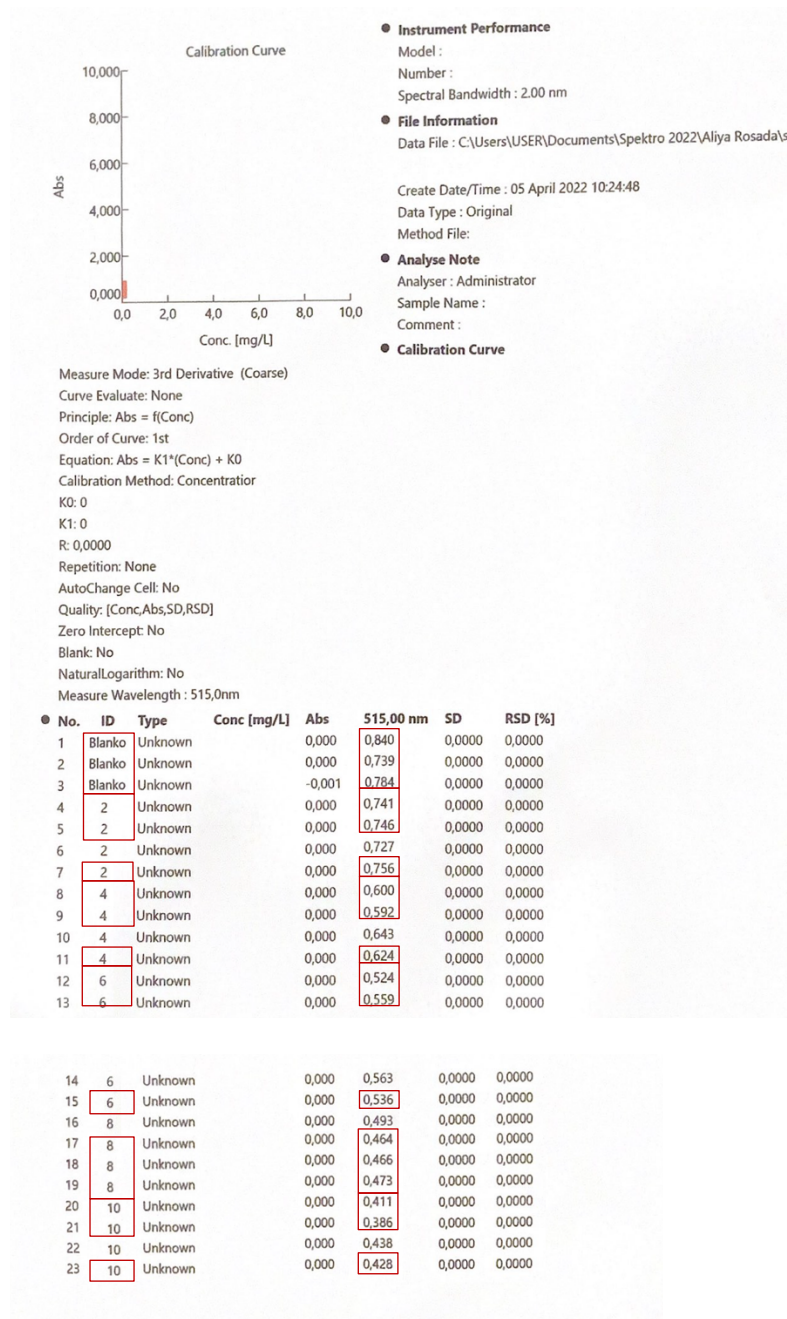 Calibration Curve
10,000
8,000
6,000
4,000
2,000
0,000
Abs
0,0 2,0 4,0 6,0 8,0 10,0
Conc. [mg/L]
Instrument Performance
Model :
Number :
Spectral Bandwidth : 2.00 nm
File Information
Data File : C:\Users\USER\Documents\Spektro 2022\Aliya Rosada\s
Create Date/Time : 05 April 2022 10:24:48
Data Type : Original
Method File:
Analyse Note
Analyser : Administrator
Sample Name :
Comment :
Calibration Curve
Measure Mode: 3rd Derivative (Coarse)
Curve Evaluate: None
Principle: Abs = f(Conc)
Order of Curve: 1st
Equation: Abs = K1*(Conc) + K0
Calibration Method: Concentratior
K0: 0
K1: 0
R: 0,0000
Repetition: None
AutoChange Cell: No
Quality: [Conc,Abs,SD,RSD]
Zero Intercept: No
Blank: No
NaturalLogarithm: No
Measure Wavelength : 515,0nm
No. ID Type Conc [mg/L] Abs 515,00 nm SD RSD [%]
1 Blanko Unknown 0,000 0,840 0,0000 0,0000
2 Blanko Unknown 0,000 0,739 0,0000 0,0000
3 Blanko Unknown -0,001 0,784 0,0000 0,0000
4 2 Unknown 0,000 0,741 0,0000 0,0000
5 2 Unknown 0,000 0,746 0,0000 0,0000
6 2 Unknown 0,000 0,727 0,0000 0,0000
7 2 Unknown 0,000 0,756 0,0000 0,0000
8 4 Unknown 0,000 0,600 0,0000 0,0000
9 4 Unknown 0,000 0,592 0,0000 0,0000
10 4 Unknown 0,000 0,643 0,0000 0,0000
11 4 Unknown 0,000 0,624 0,0000 0,0000
12 6 Unknown 0,000 0,524 0,0000 0,0000
13 6 Unknown 0,000 0,559 0,0000 0,0000
14 6 Unknown 0,000 0,563 0,0000 0,0000
15 6 Unknown 0,000 0,536 0,0000 0,0000
16 8 Unknown 0,000 0,493 0,0000 0,0000
17 8 Unknown 0,000 0,464 0,0000 0,0000
18 8 Unknown 0,000 0,466 0,0000 0,0000
19 8 Unknown 0,000 0,473 0,0000 0,0000
20 10 Unknown 0,000 0,411 0,0000 0,0000
21 10 Unknown 0,000 0,386 0,0000 0,0000
22 10 Unknown 0,000 0,438 0,0000 0,0000
23 10 Unknown 0,000 0,428 0,0000 0,0000